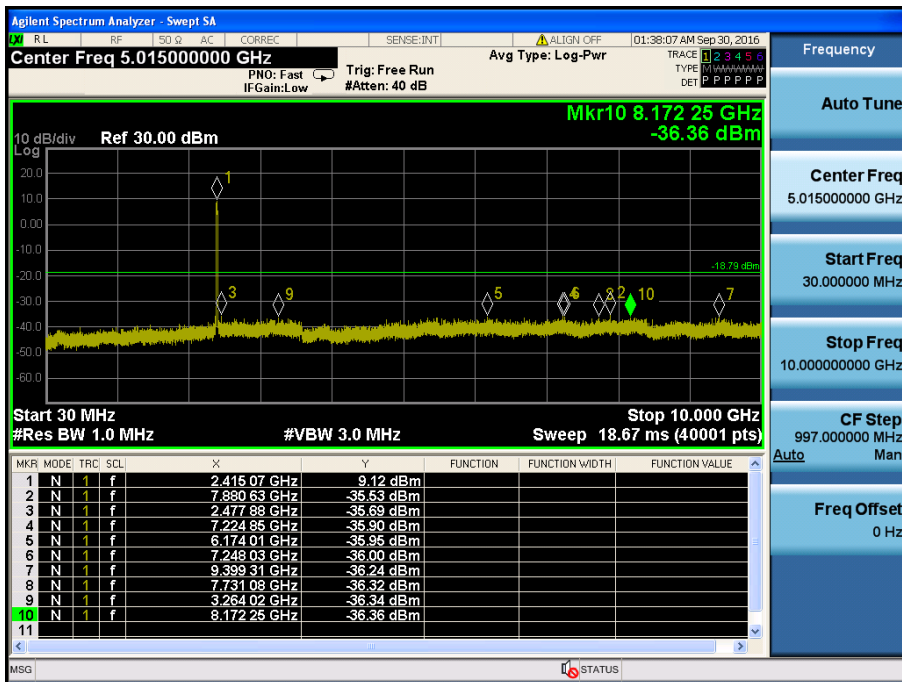 Agilent Spectrum Analyzer - Swept SA
LXI RL RF 50 Ω AC CORREC SENSE:INT ALIGN OFF 01:38:07 AM Sep 30, 2016
Center Freq 5.015000000 GHz
Avg Type: Log-Pwr
TRACE 1 2 3 4 5 6
TYPE MWWWWW
DET P P P P P P
PNO: Fast
IFGain:Low
Trig: Free Run
#Atten: 40 dB
Mkr10 8.172 25 GHz
-36.36 dBm
10 dB/div Ref 30.00 dBm
Log
20.0
10.0
0.00
-10.0
-20.0
-30.0
-40.0
-50.0
-60.0
-18.79 dBm
1
3 9 5 6 8 2 10 7
Start 30 MHz Stop 10.000 GHz
#Res BW 1.0 MHz #VBW 3.0 MHz Sweep 18.67 ms (40001 pts)
MKR MODE TRC SCL X Y FUNCTION FUNCTION WIDTH FUNCTION VALUE
1 N 1 f 2.415 07 GHz 9.12 dBm
2 N 1 f 7.880 63 GHz -35.53 dBm
3 N 1 f 2.477 88 GHz -35.69 dBm
4 N 1 f 7.224 85 GHz -35.90 dBm
5 N 1 f 6.174 01 GHz -35.95 dBm
6 N 1 f 7.248 03 GHz -36.00 dBm
7 N 1 f 9.399 31 GHz -36.24 dBm
8 N 1 f 7.731 08 GHz -36.32 dBm
9 N 1 f 3.264 02 GHz -36.34 dBm
10 N 1 f 8.172 25 GHz -36.36 dBm
11
MSG STATUS
Frequency
Auto Tune
Center Freq
5.015000000 GHz
Start Freq
30.000000 MHz
Stop Freq
10.000000000 GHz
CF Step
997.000000 MHz
Auto Man
Freq Offset
0 Hz